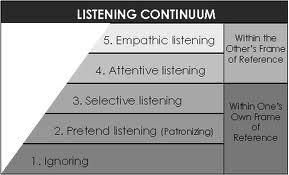 LISTENING CONTINUUM
5. Empathic listening
4. Attentive listening
3. Selective listening
2. Pretend listening (Patronizing)
1. Ignoring
Within the
Other's Frame
of Reference
Within One's
Own Frame
of
Reference